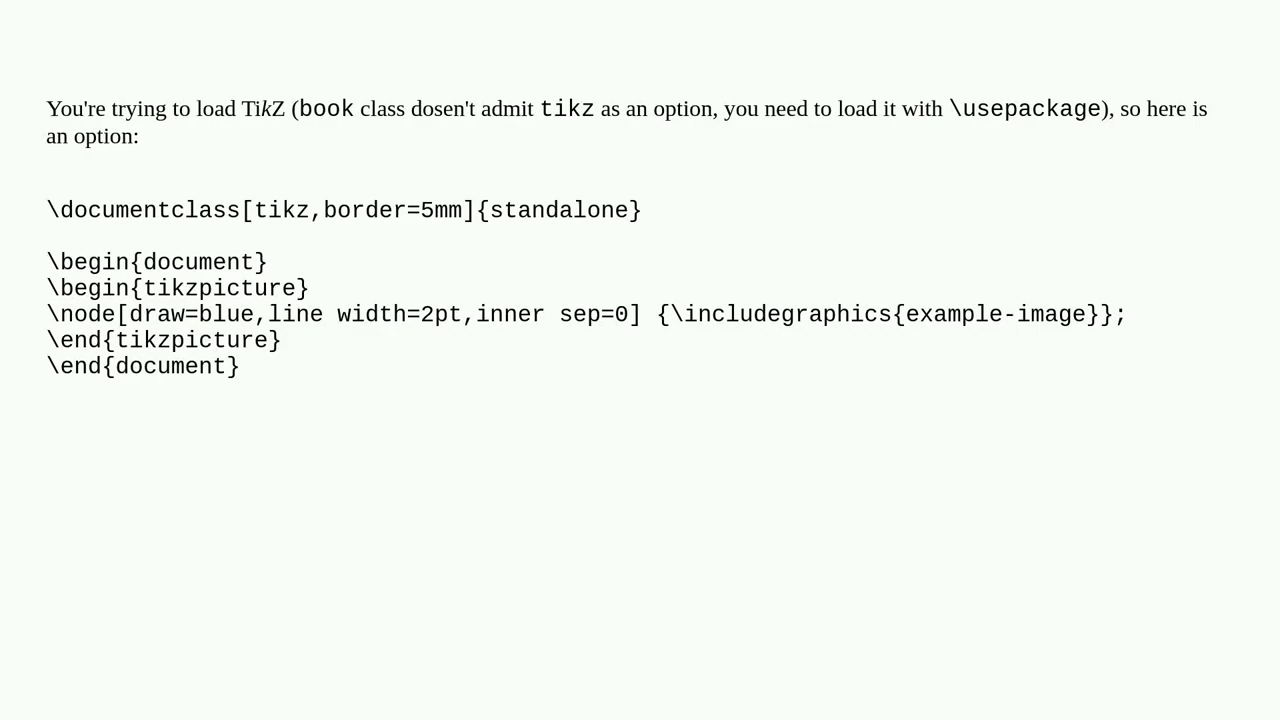 You're trying to load TikZ (book class dosen't admit tikz as an option, you need to load it with \usepackage), so here is
an option:
\documentclass[tikz,border=5mm]{standalone}
\begin{document}
\begin{tikzpicture}
\node[draw=blue,line width=2pt,inner sep=0] {\includegraphics{example-image}};
\end{tikzpicture}
\end{document}